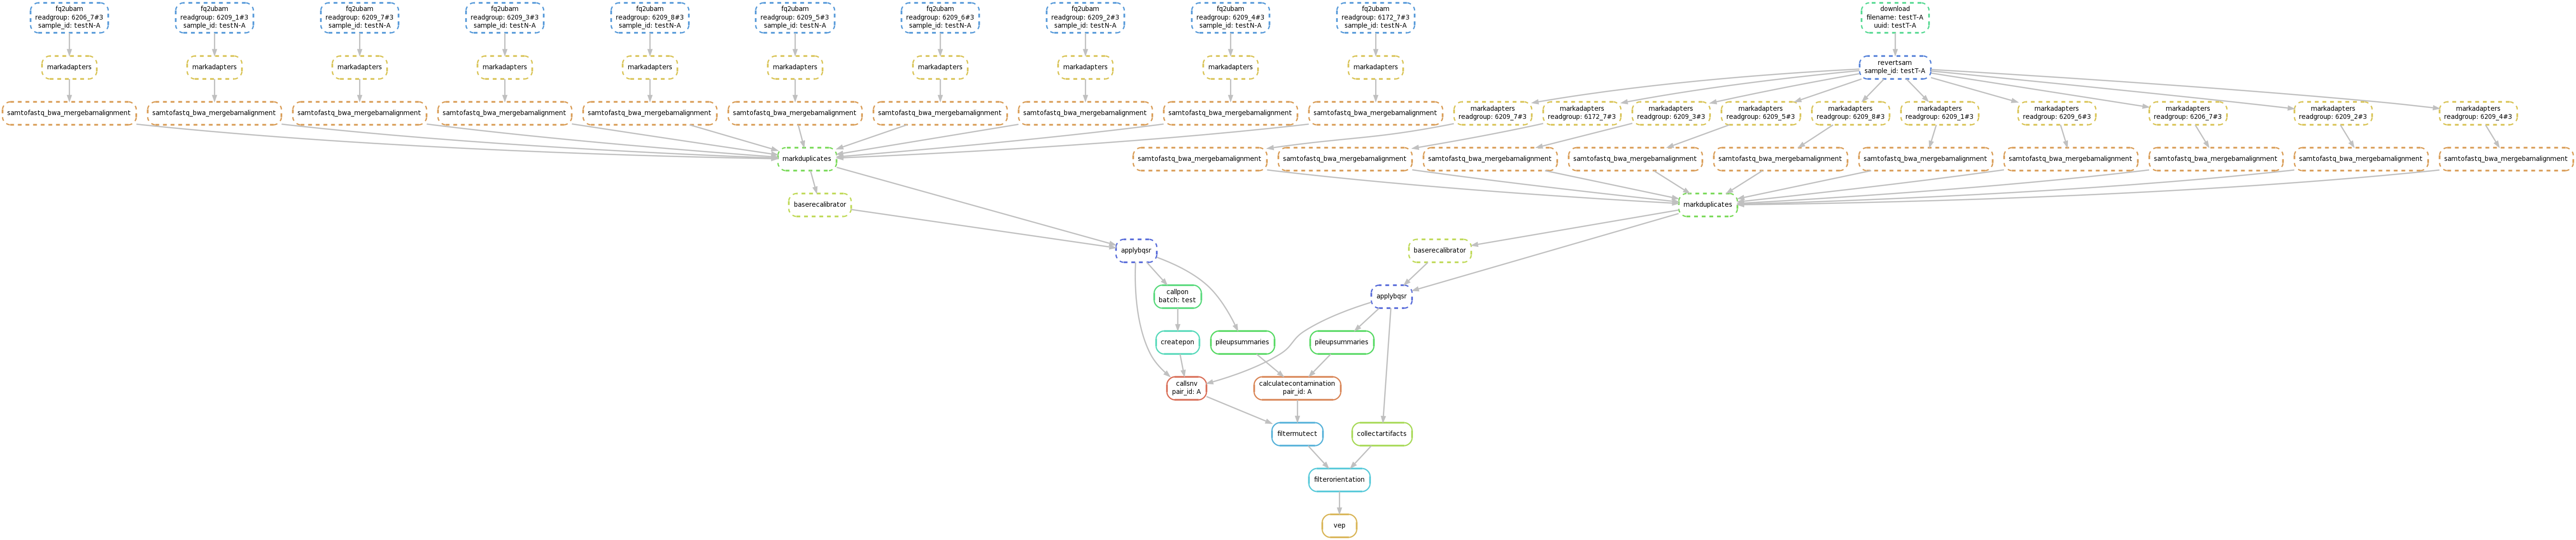 fq2ubam
readgroup: 6206_7#3
sample_id: testN-A
fq2ubam
readgroup: 6209_1#3
sample_id: testN-A
fq2ubam
readgroup: 6209_7#3
sample_id: testN-A
fq2ubam
readgroup: 6209_3#3
sample_id: testN-A
fq2ubam
readgroup: 6209_8#3
sample_id: testN-A
fq2ubam
readgroup: 6209_5#3
sample_id: testN-A
fq2ubam
readgroup: 6209_6#3
sample_id: testN-A
fq2ubam
readgroup: 6209_2#3
sample_id: testN-A
fq2ubam
readgroup: 6209_4#3
sample_id: testN-A
fq2ubam
readgroup: 6172_7#3
sample_id: testN-A
download
filename: testT-A
uuid: testT-A
markadapters
markadapters
markadapters
markadapters
markadapters
markadapters
markadapters
markadapters
markadapters
markadapters
revertsam
sample_id: testT-A
samtofastq_bwa_mergebamalignment
samtofastq_bwa_mergebamalignment
samtofastq_bwa_mergebamalignment
samtofastq_bwa_mergebamalignment
samtofastq_bwa_mergebamalignment
samtofastq_bwa_mergebamalignment
samtofastq_bwa_mergebamalignment
samtofastq_bwa_mergebamalignment
samtofastq_bwa_mergebamalignment
samtofastq_bwa_mergebamalignment
markadapters
readgroup: 6209_7#3
markadapters
readgroup: 6172_7#3
markadapters
readgroup: 6209_3#3
markadapters
readgroup: 6209_5#3
markadapters
readgroup: 6209_8#3
markadapters
readgroup: 6209_1#3
markadapters
readgroup: 6209_6#3
markadapters
readgroup: 6206_7#3
markadapters
readgroup: 6209_2#3
markadapters
readgroup: 6209_4#3
markduplicates
samtofastq_bwa_mergebamalignment
samtofastq_bwa_mergebamalignment
samtofastq_bwa_mergebamalignment
samtofastq_bwa_mergebamalignment
samtofastq_bwa_mergebamalignment
samtofastq_bwa_mergebamalignment
samtofastq_bwa_mergebamalignment
samtofastq_bwa_mergebamalignment
samtofastq_bwa_mergebamalignment
samtofastq_bwa_mergebamalignment
baserecalibrator
markduplicates
applybqsr
baserecalibrator
callpon
batch: test
applybqsr
createpon
pileupsummaries
pileupsummaries
callsnv
pair_id: A
calculatecontamination
pair_id: A
filtermutect
collectartifacts
filterorientation
vep